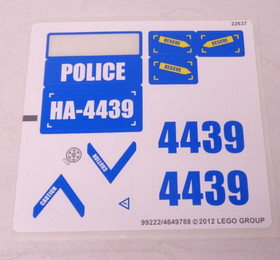 22637
RESCUE
RESCUE
POLICE
RESCUE
HA-4439
4439
CAUTION
4439
CAUTION
99222/4649788 ©2012 LEGO GROUP